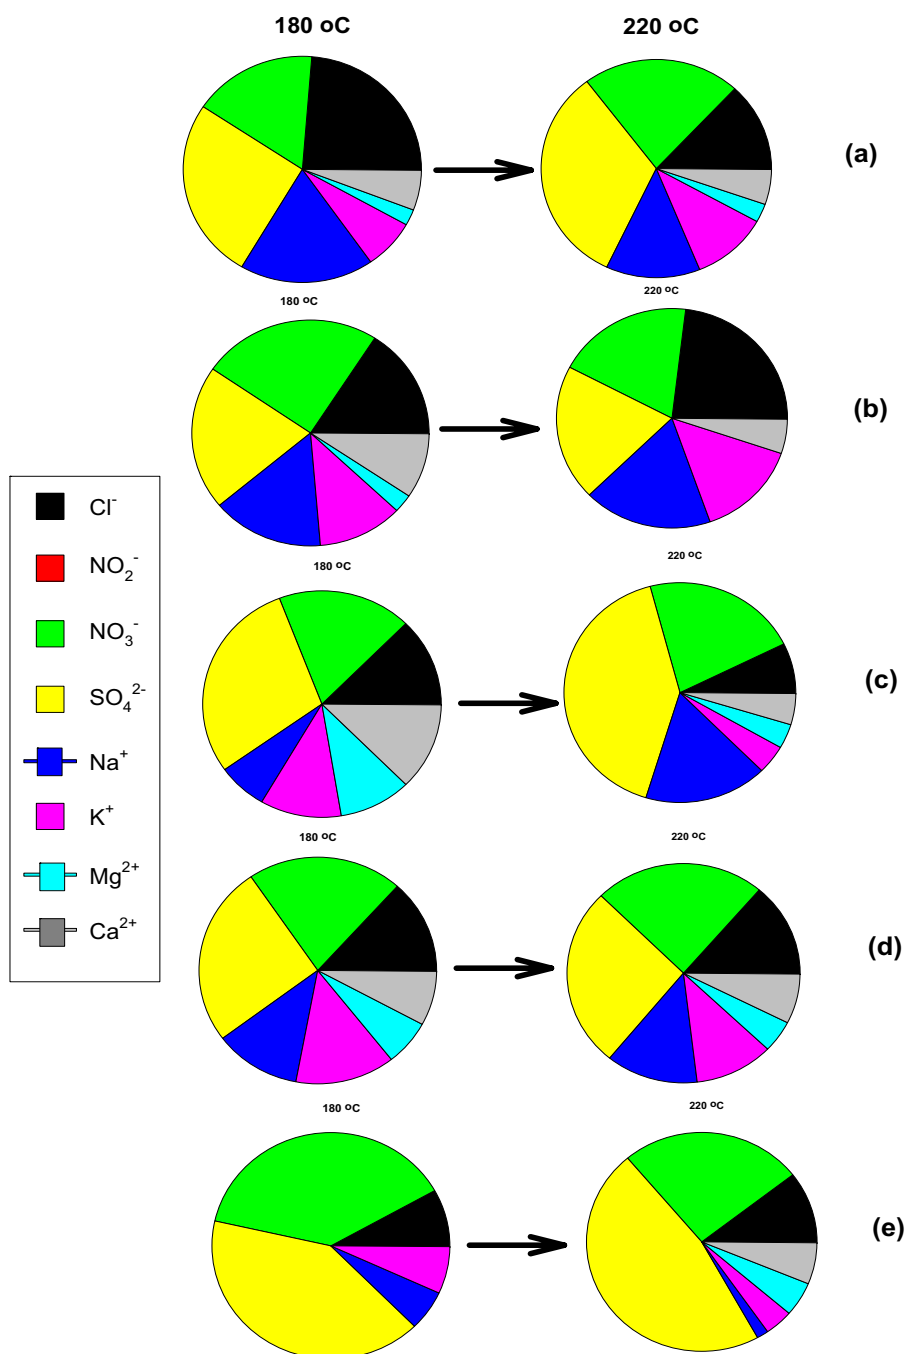 180 oC
220 oC
(a)
180 oC
220 oC
(b)
180 oC
220 oC
(c)
180 oC
220 oC
(d)
180 oC
220 oC
(e)
Cl⁻
NO₂⁻
NO₃⁻
SO₄²⁻
Na⁺
K⁺
Mg²⁺
Ca²⁺